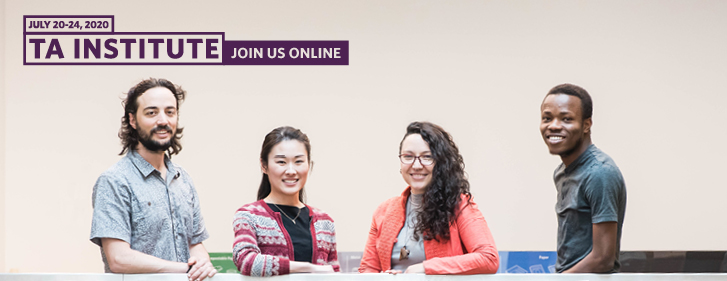 JULY 20-24, 2020
TA INSTITUTE
JOIN US ONLINE